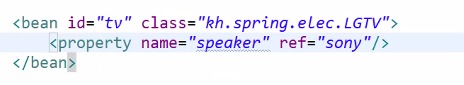 <bean id="tv" class="kh.spring.elec.LGTV">
<property name="speaker" ref="sony"/>
</bean>